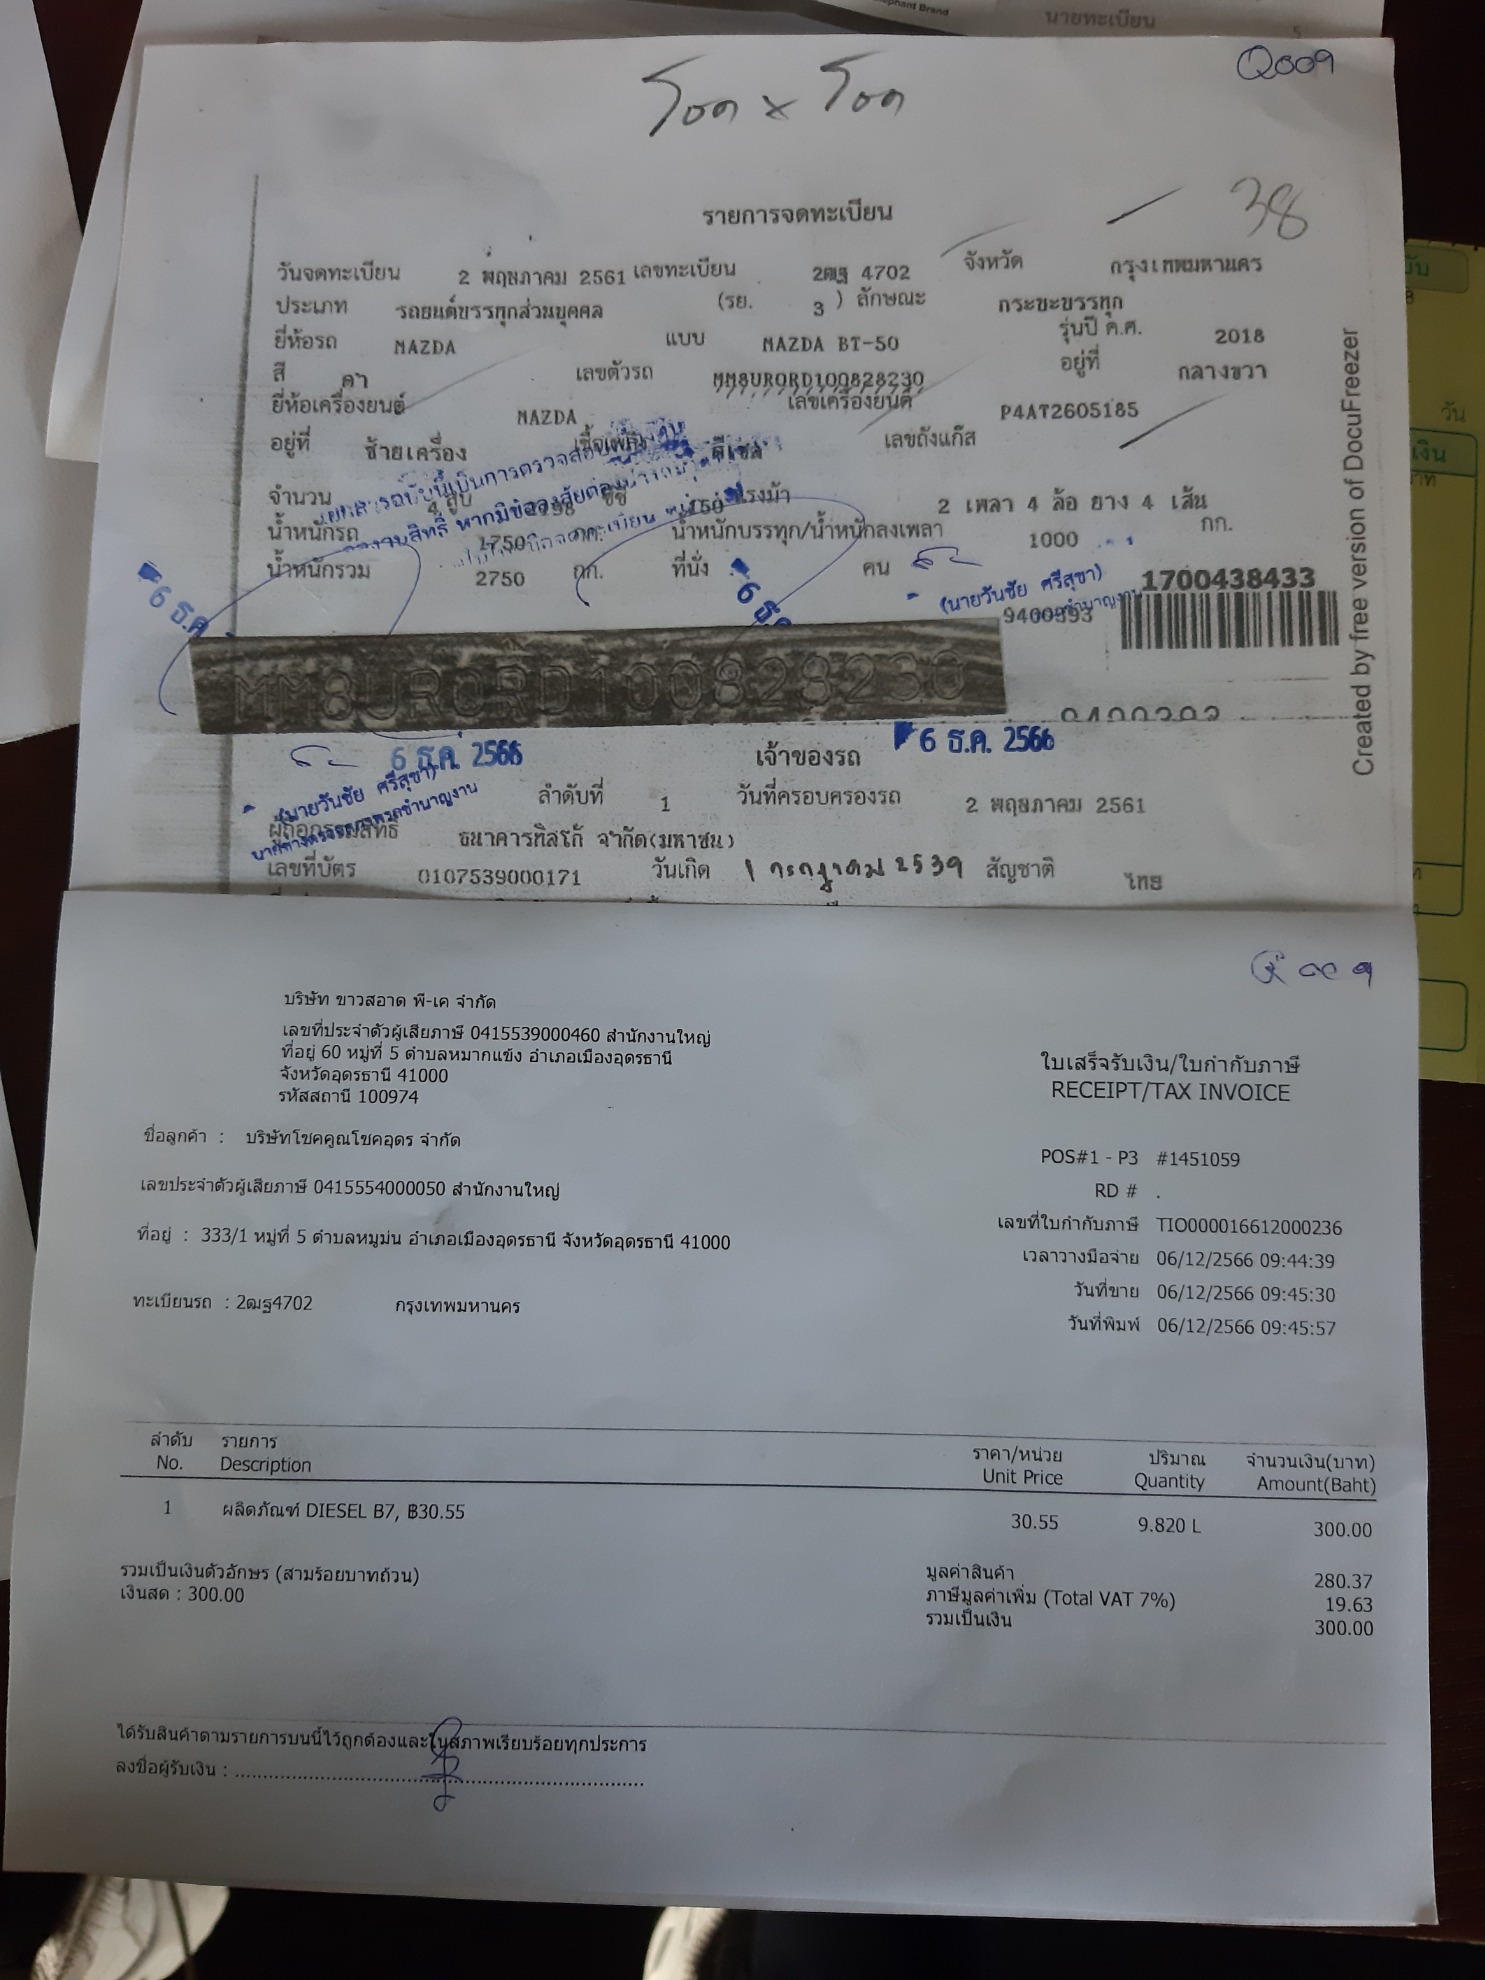 นายทะเบียน
Q009
โชค x โชค
38
รายการจดทะเบียน
วันจดทะเบียน 2 พฤษภาคม 2561 เลขทะเบียน 2ฒฐ 4702 จังหวัด กรุงเทพมหานคร
ประเภท รถยนต์บรรทุกส่วนบุคคล (รย. 3 ) ลักษณะ กระบะบรรทุก
ยี่ห้อรถ MAZDA แบบ MAZDA BT-50 รุ่นปี ค.ศ. 2018
สี ดำ เลขตัวรถ MM8URORD100828230 อยู่ที่ กลางขวา
ยี่ห้อเครื่องยนต์ MAZDA เลขเครื่องยนต์ P4AT2605185
อยู่ที่ ซ้ายเครื่อง เชื้อเพลิง ดีเซล เลขถังแก๊ส
จำนวน 4 สูบ 2198 ซีซี 150 แรงม้า 2 เพลา 4 ล้อ ยาง 4 เส้น
น้ำหนักรถ 1750 กก. น้ำหนักบรรทุก/น้ำหนักลงเพลา 1000 กก.
น้ำหนักรวม 2750 กก. ที่นั่ง คน
(นายวันชัย ศรีสุขา)
1700438433
9400393
6 ธ.ค.
6 ธ.ค.
MM8URORD100828230
Created by free version of DocuFreezer
6 ธ.ค. 2566 เจ้าของรถ 6 ธ.ค. 2566
(นายวันชัย ศรีสุขา)
ลำดับที่ 1 วันที่ครอบครองรถ 2 พฤษภาคม 2561
ผู้ถือกรรมสิทธิ์ ธนาคารทิสโก้ จำกัด(มหาชน)
เลขที่บัตร 0107539000171 วันเกิด 1 กรกฎาคม 2539 สัญชาติ ไทย
บริษัท ขาวสอาด พี-เค จำกัด
เลขที่ประจำตัวผู้เสียภาษี 0415539000460 สำนักงานใหญ่
ที่อยู่ 60 หมู่ที่ 5 ตำบลหมากแข้ง อำเภอเมืองอุดรธานี
จังหวัดอุดรธานี 41000
รหัสสถานี 100974
ใบเสร็จรับเงิน/ใบกำกับภาษี
RECEIPT/TAX INVOICE
ชื่อลูกค้า : บริษัทโชคคูณโชคอุดร จำกัด
เลขประจำตัวผู้เสียภาษี 0415554000050 สำนักงานใหญ่
ที่อยู่ : 333/1 หมู่ที่ 5 ตำบลหมูม่น อำเภอเมืองอุดรธานี จังหวัดอุดรธานี 41000
ทะเบียนรถ : 2ฒฐ4702 กรุงเทพมหานคร
POS#1 - P3 #1451059
RD # .
เลขที่ใบกำกับภาษี TIO000016612000236
เวลาวางมือจ่าย 06/12/2566 09:44:39
วันที่ขาย 06/12/2566 09:45:30
วันที่พิมพ์ 06/12/2566 09:45:57
ลำดับ รายการ ราคา/หน่วย ปริมาณ จำนวนเงิน(บาท)
No. Description Unit Price Quantity Amount(Baht)
1 ผลิตภัณฑ์ DIESEL B7, ฿30.55 30.55 9.820 L 300.00
รวมเป็นเงินตัวอักษร (สามร้อยบาทถ้วน)
เงินสด : 300.00
มูลค่าสินค้า 280.37
ภาษีมูลค่าเพิ่ม (Total VAT 7%) 19.63
รวมเป็นเงิน 300.00
ได้รับสินค้าตามรายการบนนี้ไว้ถูกต้องและในสภาพเรียบร้อยทุกประการ
ลงชื่อผู้รับเงิน :